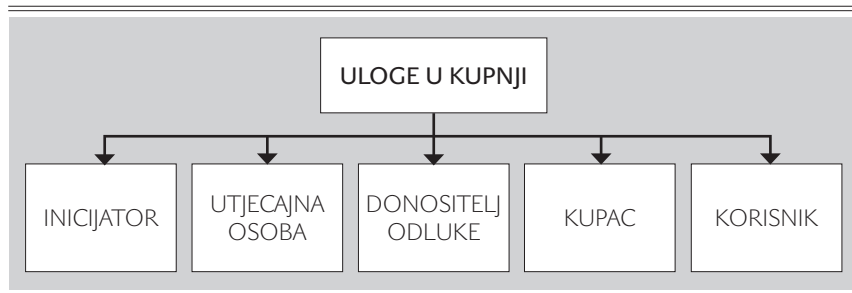 ULOGE U KUPNJI
INICIJATOR
UTJECAJNA
OSOBA
DONOSITELJ
ODLUKE
KUPAC
KORISNIK